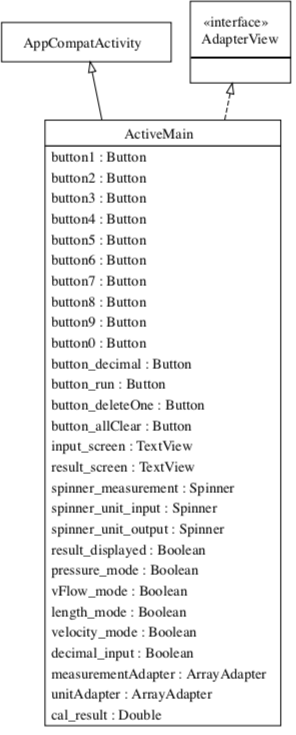 «interface»
AppCompatActivity
AdapterView
ActiveMain
button1 : Button
button2 : Button
button3 : Button
button4 : Button
button5 : Button
button6 : Button
button7 : Button
button8 : Button
button9 : Button
button0 : Button
button_decimal : Button
button_run : Button
button_deleteOne : Button
button_allClear : Button
input_screen : TextView
result_screen : TextView
spinner_measurement : Spinner
spinner_unit_input : Spinner
spinner_unit_output : Spinner
result_displayed : Boolean
pressure_mode : Boolean
vFlow_mode : Boolean
length_mode : Boolean
velocity_mode : Boolean
decimal_input : Boolean
measurementAdapter : ArrayAdapter
unitAdapter : ArrayAdapter
cal_result : Double